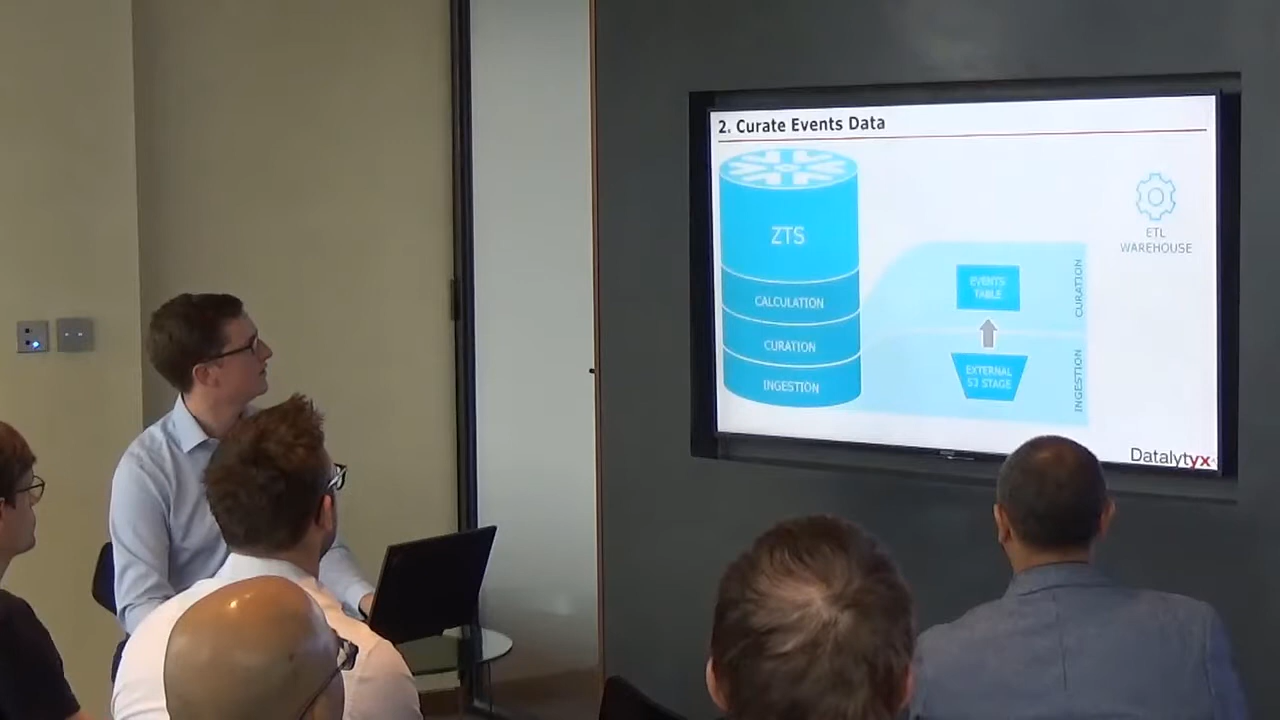 2. Curate Events Data
ZTS
CALCULATION
CURATION
INGESTION
EVENTS
TABLE
EXTERNAL
S3 STAGE
CURATION
INGESTION
ETL
WAREHOUSE
Datalytyx